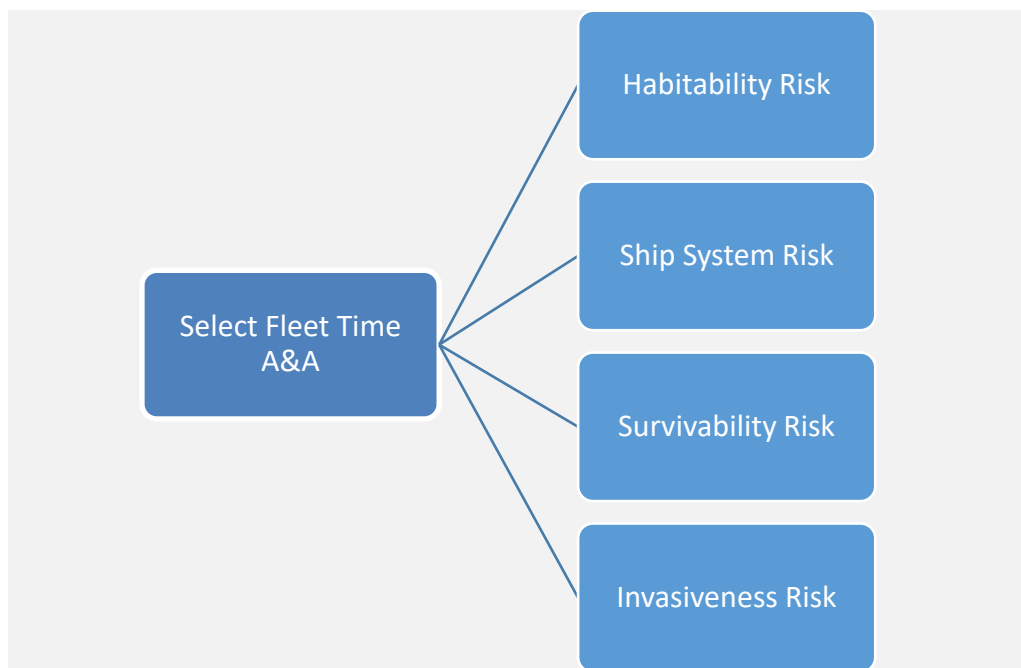 Habitability Risk
Ship System Risk
Select Fleet Time
A&A
Survivability Risk
Invasiveness Risk